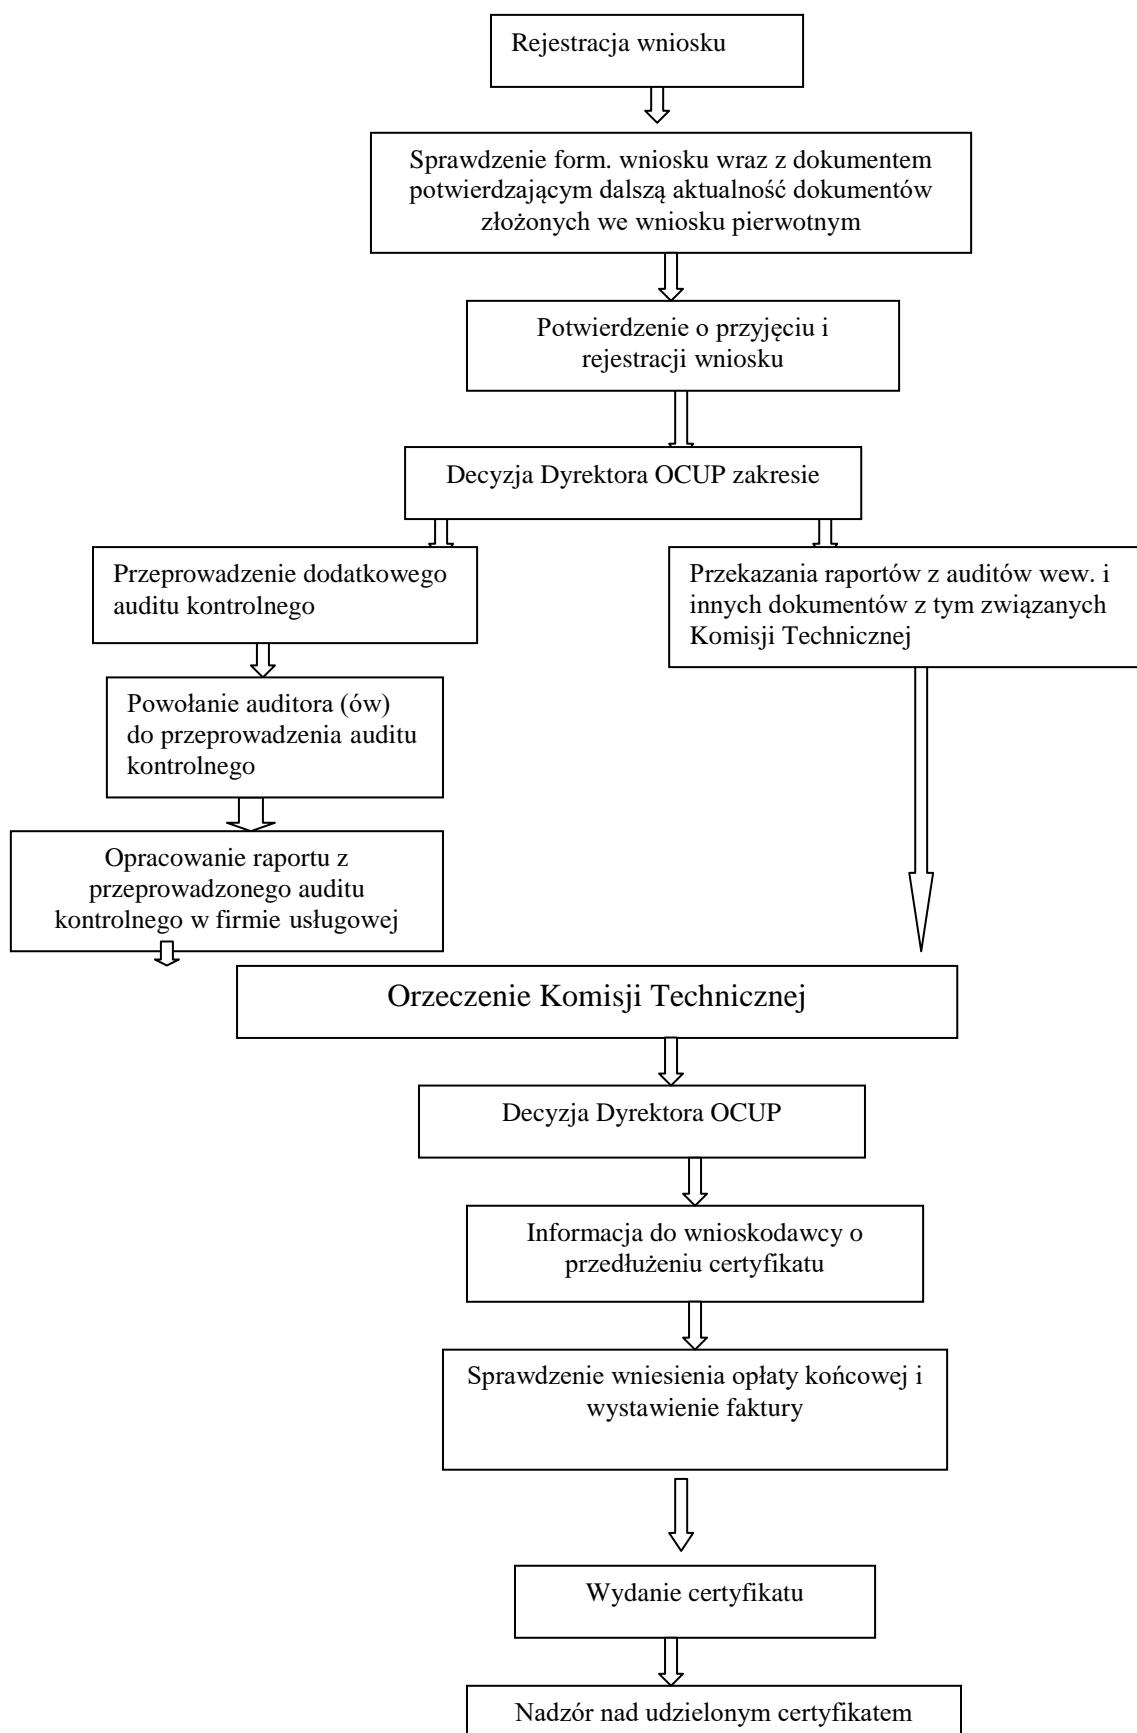 Rejestracja wniosku
Sprawdzenie form. wniosku wraz z dokumentem
potwierdzającym dalszą aktualność dokumentów
złożonych we wniosku pierwotnym
Potwierdzenie o przyjęciu i
rejestracji wniosku
Decyzja Dyrektora OCUP zakresie
Przeprowadzenie dodatkowego
auditu kontrolnego
Przekazania raportów z auditów wew. i
innych dokumentów z tym związanych
Komisji Technicznej
Powołanie auditora (ów)
do przeprowadzenia auditu
kontrolnego
Opracowanie raportu z
przeprowadzonego auditu
kontrolnego w firmie usługowej
Orzeczenie Komisji Technicznej
Decyzja Dyrektora OCUP
Informacja do wnioskodawcy o
przedłużeniu certyfikatu
Sprawdzenie wniesienia opłaty końcowej i
wystawienie faktury
Wydanie certyfikatu
Nadzór nad udzielonym certyfikatem